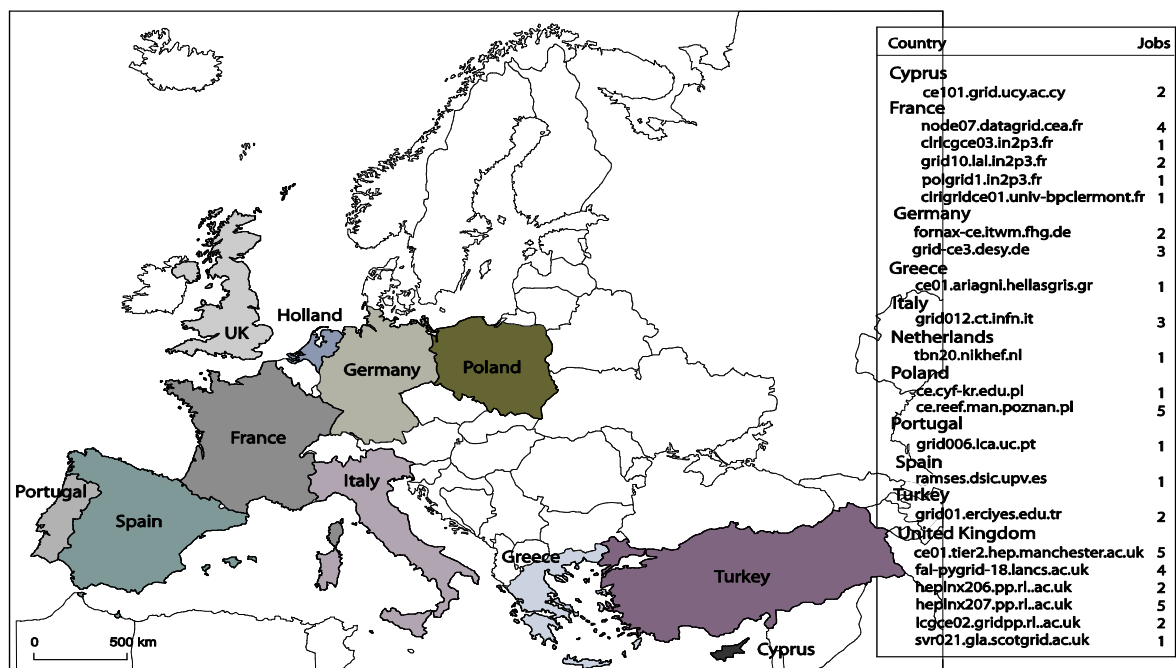 Holland
UK
Germany
Poland
France
Italy
Portugal
Spain
Greece
Turkey
Cyprus
0 500 km
Country Jobs
Cyprus
ce101.grid.ucy.ac.cy 2
France
node07.datagrid.cea.fr 4
clrlcgce03.in2p3.fr 1
grid10.lal.in2p3.fr 2
polgrid1.in2p3.fr 1
clrlgridce01.univ-bpclermont.fr 1
Germany
fornax-ce.itwm.fhg.de 2
grid-ce3.desy.de 3
Greece
ce01.ariagni.hellasgris.gr 1
Italy
grid012.ct.infn.it 3
Netherlands
tbn20.nikhef.nl 1
Poland
ce.cyf-kr.edu.pl 1
ce.reef.man.poznan.pl 5
Portugal
grid006.lca.uc.pt 1
Spain
ramses.dsic.upv.es 1
Turkey
grid01.erciyes.edu.tr 2
United Kingdom
ce01.tier2.hep.manchester.ac.uk 5
fal-pygrid-18.lancs.ac.uk 4
heplnx206.pp.rl..ac.uk 2
heplnx207.pp.rl..ac.uk 5
lcgce02.gridpp.rl..ac.uk 2
svr021.gla.scotgrid.ac.uk 1